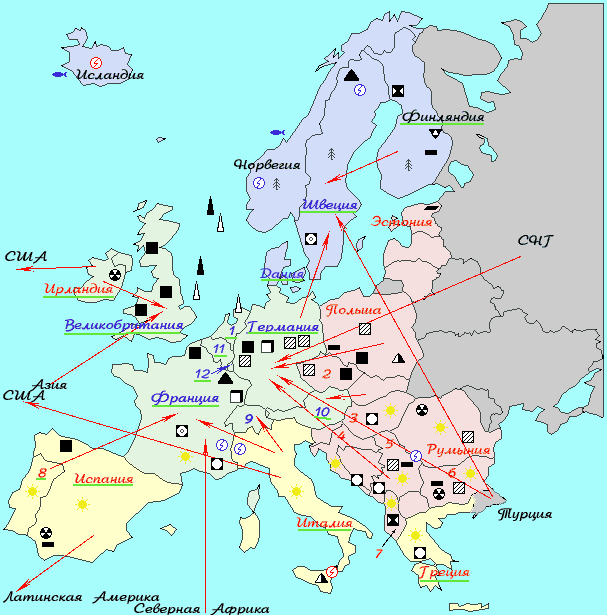 Исландия
Финляндия
Норвегия
Швеция
Эстония
США
СНГ
Ирландия
Дания
Польша
Великобритания
1
Германия
11
12
2
Азия
США
Франция
10
9
3
4
5
Румыния
8
Испания
6
Италия
Турция
7
Греция
Латинская Америка
Северная Африка